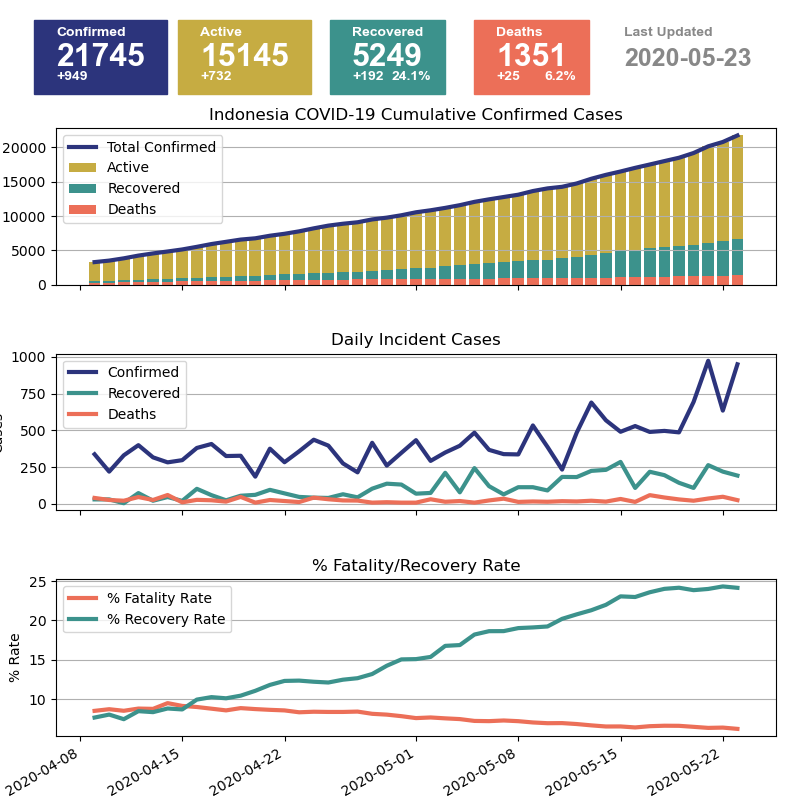 Confirmed
21745
+949
Active
15145
+732
Recovered
5249
+192 24.1%
Deaths
1351
+25 6.2%
Last Updated
2020-05-23
Indonesia COVID-19 Cumulative Confirmed Cases
20000
15000
10000
5000
0
Total Confirmed
Active
Recovered
Deaths
Daily Incident Cases
1000
750
500
250
0
Confirmed
Recovered
Deaths
% Fatality/Recovery Rate
% Rate
25
20
15
10
% Fatality Rate
% Recovery Rate
2020-04-08
2020-04-15
2020-04-22
2020-05-01
2020-05-08
2020-05-15
2020-05-22